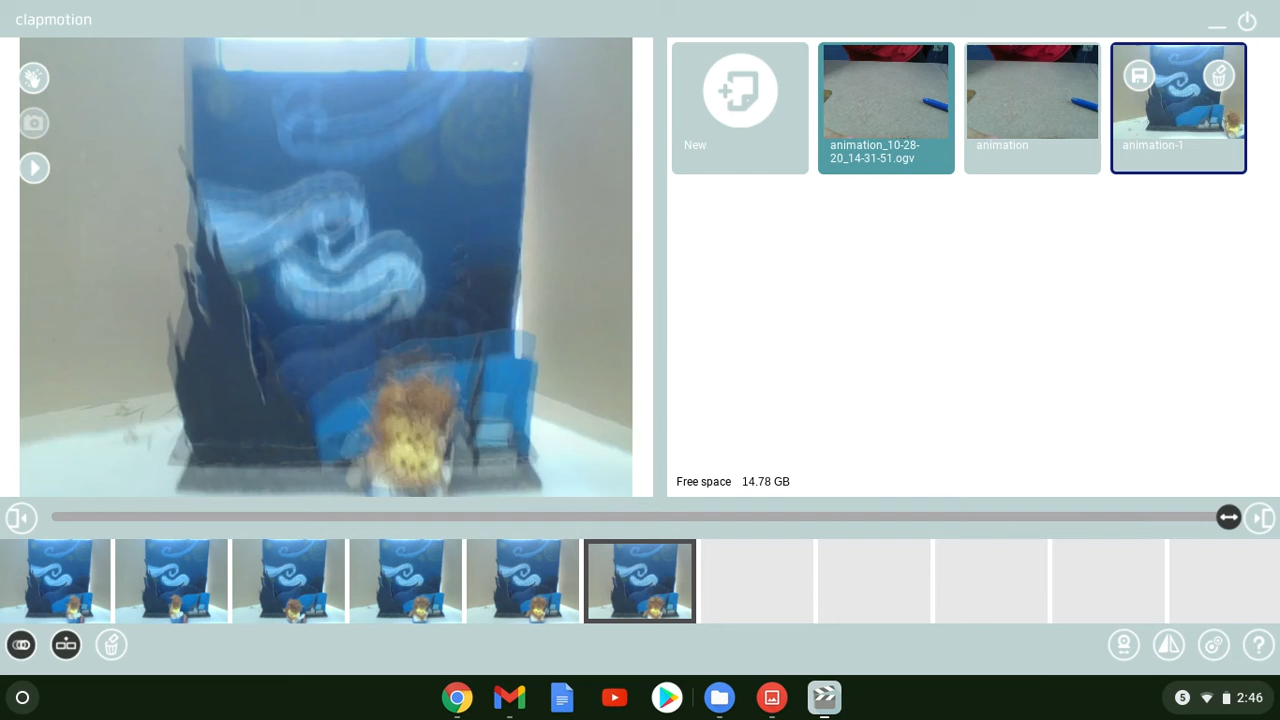 clapmotion
New
animation_10-28-
20_14-31-51.ogv
animation
animation-1
Free space 14.78 GB
?
5
2:46